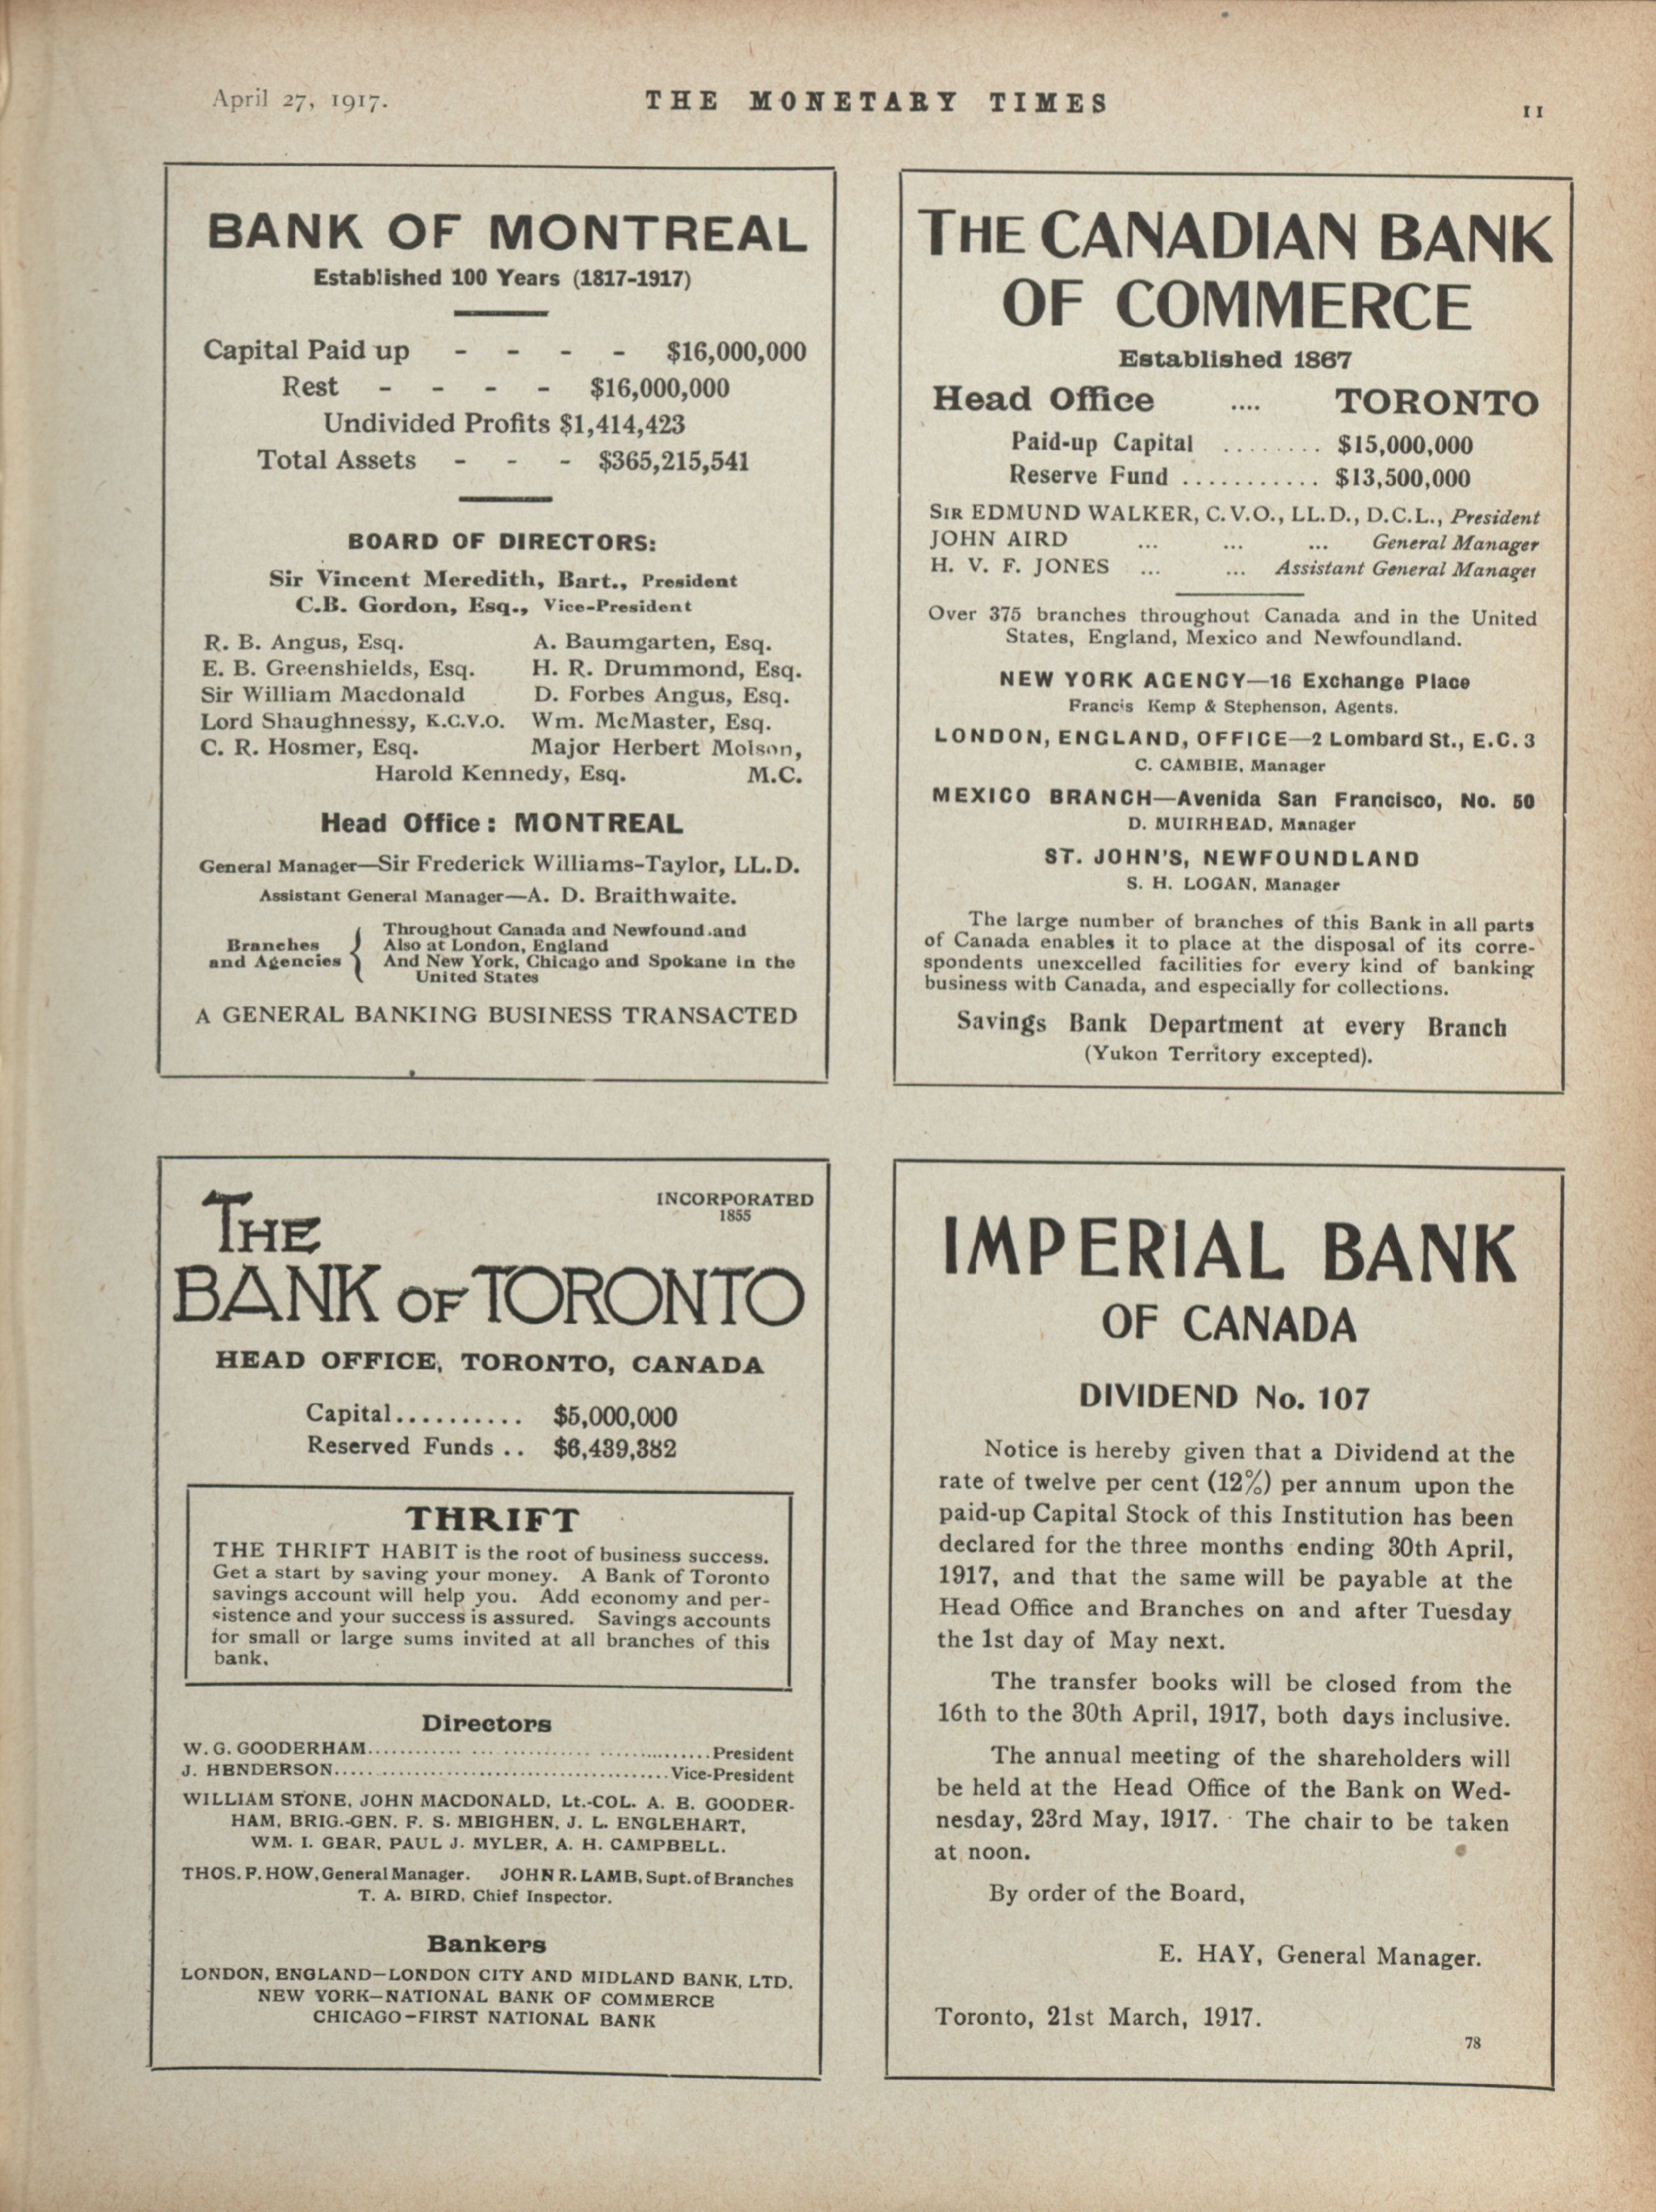 April 27, 1917.
THE MONETARY TIMES
11
BANK OF MONTREAL
Established 100 Years (1817-1917)
Capital Paid up - - - - $16,000,000
Rest - - - - $16,000,000
Undivided Profits $1,414,423
Total Assets - - - $365,215,541
BOARD OF DIRECTORS:
Sir Vincent Meredith, Bart., President
C.B. Gordon, Esq., Vice-President
R. B. Angus, Esq. A. Baumgarten, Esq.
E. B. Greenshields, Esq. H. R. Drummond, Esq.
Sir William Macdonald D. Forbes Angus, Esq.
Lord Shaughnessy, K.C.V.O. Wm. McMaster, Esq.
C. R. Hosmer, Esq. Major Herbert Molson,
Harold Kennedy, Esq. M.C.
Head Office: MONTREAL
General Manager—Sir Frederick Williams-Taylor, LL.D.
Assistant General Manager—A. D. Braithwaite.
Branches and Agencies
Throughout Canada and Newfoundland
Also at London, England
And New York, Chicago and Spokane in the
United States
A GENERAL BANKING BUSINESS TRANSACTED
THE CANADIAN BANK
OF COMMERCE
Established 1867
Head Office .... TORONTO
Paid-up Capital ........ $15,000,000
Reserve Fund ........... $13,500,000
SIR EDMUND WALKER, C.V.O., LL.D., D.C.L., President
JOHN AIRD ... ... ... General Manager
H. V. F. JONES ... ... Assistant General Manager
Over 375 branches throughout Canada and in the United
States, England, Mexico and Newfoundland.
NEW YORK AGENCY—16 Exchange Place
Francis Kemp & Stephenson, Agents.
LONDON, ENGLAND, OFFICE—2 Lombard St., E.C. 3
C. CAMBIE, Manager
MEXICO BRANCH—Avenida San Francisco, No. 50
D. MUIRHEAD, Manager
ST. JOHN'S, NEWFOUNDLAND
S. H. LOGAN, Manager
The large number of branches of this Bank in all parts
of Canada enables it to place at the disposal of its corre-
spondents unexcelled facilities for every kind of banking
business with Canada, and especially for collections.
Savings Bank Department at every Branch
(Yukon Territory excepted).
THE
INCORPORATED
1855
BANK OF TORONTO
HEAD OFFICE, TORONTO, CANADA
Capital.......... $5,000,000
Reserved Funds .. $6,439,382
THRIFT
THE THRIFT HABIT is the root of business success.
Get a start by saving your money. A Bank of Toronto
savings account will help you. Add economy and per-
sistence and your success is assured. Savings accounts
for small or large sums invited at all branches of this
bank.
Directors
W. G. GOODERHAM..........President
J. HENDERSON..........Vice-President
WILLIAM STONE, JOHN MACDONALD, Lt.-COL. A. E. GOODER-
HAM, BRIG.-GEN. F. S. MEIGHEN, J. L. ENGLEHART,
WM. I. GEAR, PAUL J. MYLER, A. H. CAMPBELL.
THOS. F. HOW, General Manager. JOHN R. LAMB, Supt. of Branches
T. A. BIRD, Chief Inspector.
Bankers
LONDON, ENGLAND—LONDON CITY AND MIDLAND BANK, LTD.
NEW YORK—NATIONAL BANK OF COMMERCE
CHICAGO—FIRST NATIONAL BANK
IMPERIAL BANK
OF CANADA
DIVIDEND No. 107
Notice is hereby given that a Dividend at the
rate of twelve per cent (12%) per annum upon the
paid-up Capital Stock of this Institution has been
declared for the three months ending 30th April,
1917, and that the same will be payable at the
Head Office and Branches on and after Tuesday
the 1st day of May next.
The transfer books will be closed from the
16th to the 30th April, 1917, both days inclusive.
The annual meeting of the shareholders will
be held at the Head Office of the Bank on Wed-
nesday, 23rd May, 1917. The chair to be taken
at noon.
By order of the Board,
E. HAY, General Manager.
Toronto, 21st March, 1917.
78